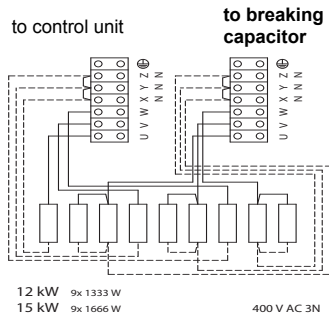 to control unit
to breaking
capacitor
U V W X Y Z N N N
U V W X Y Z N N N
12 kW 9x 1333 W
15 kW 9x 1666 W
400 V AC 3N